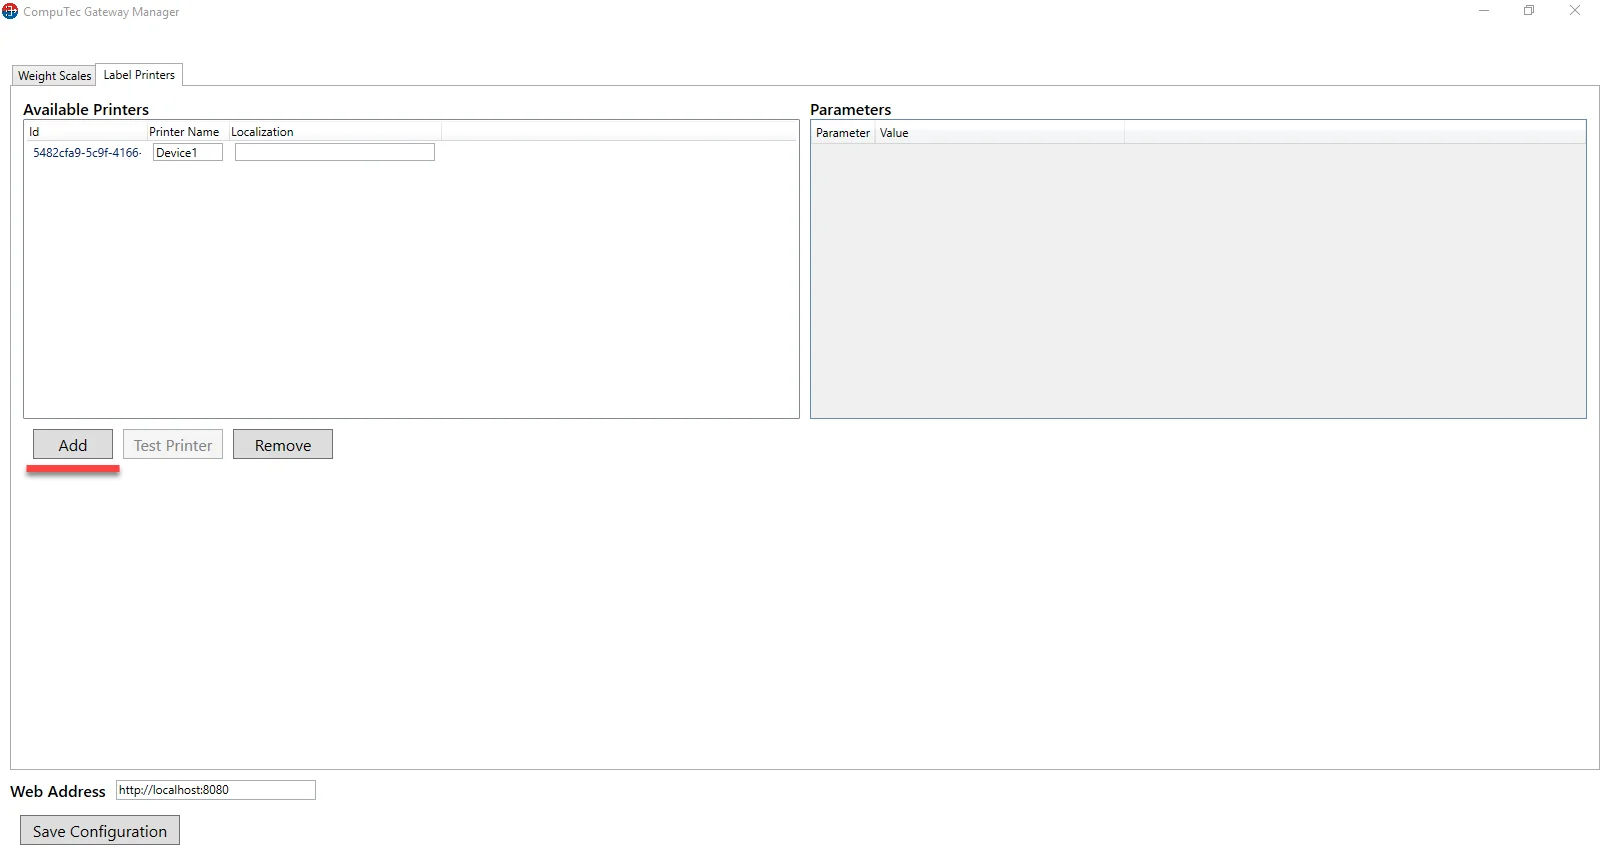 CompuTec Gateway Manager
Weight Scales Label Printers
Available Printers Parameters
Id Printer Name Localization Parameter Value
5482cfa9-5c9f-4166- Device1
Add Test Printer Remove
Web Address http://localhost:8080
Save Configuration